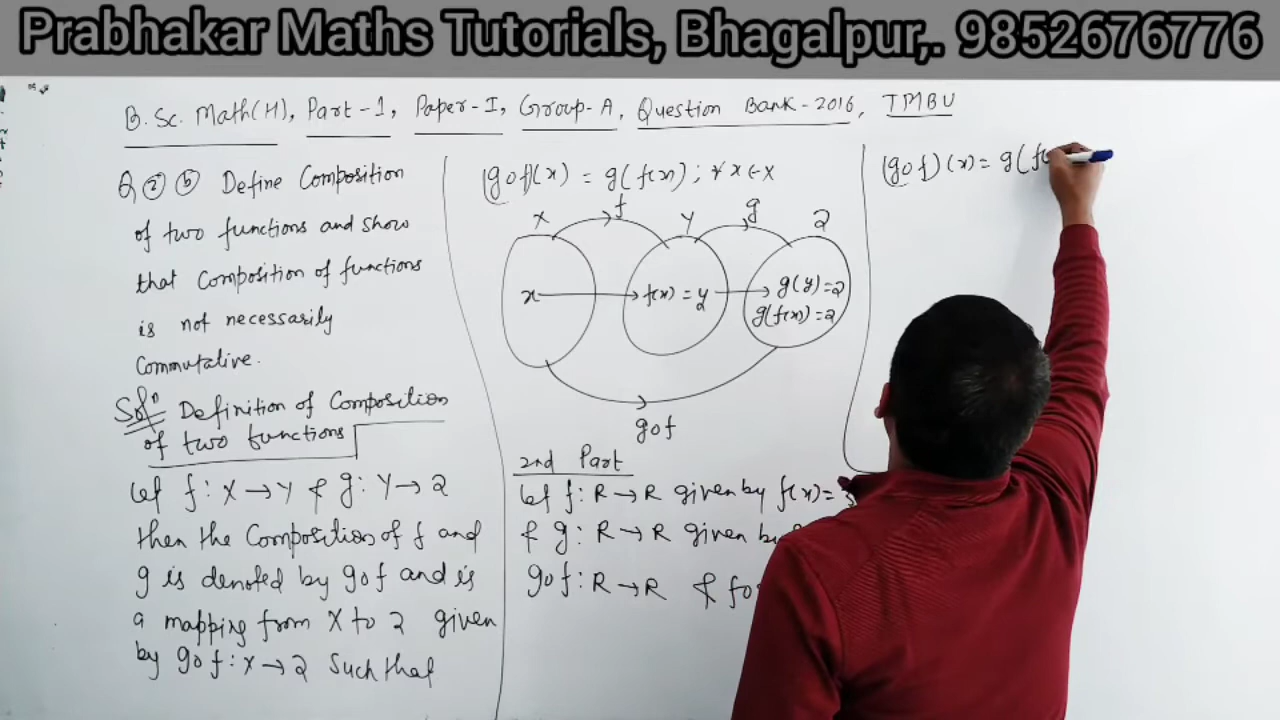 Prabhakar Maths Tutorials, Bhagalpur,. 9852676776
B.Sc. Math(H), Part-1, Paper-I, Group-A, Question Bank-2016, TMBU
Q② ⓑ Define Composition
of two functions and show
that Composition of functions
is not necessarily
Commutative.
Solⁿ Definition of Composition
of two functions
Let f: X → Y & g: Y → Z
then the Composition of f and
g is denoted by gof and is
a mapping from X to Z given
by gof: X → Z Such that
(gof)(x) = g(f(x)); ∀ x ∈ X
f g
X Y Z
x f(x) = y g(y)=Z
g(f(x))=Z
gof
2nd Part
Let f: R → R given by f(x)=
& g: R → R given by
gof: R → R &
(gof)(x) = g(f(